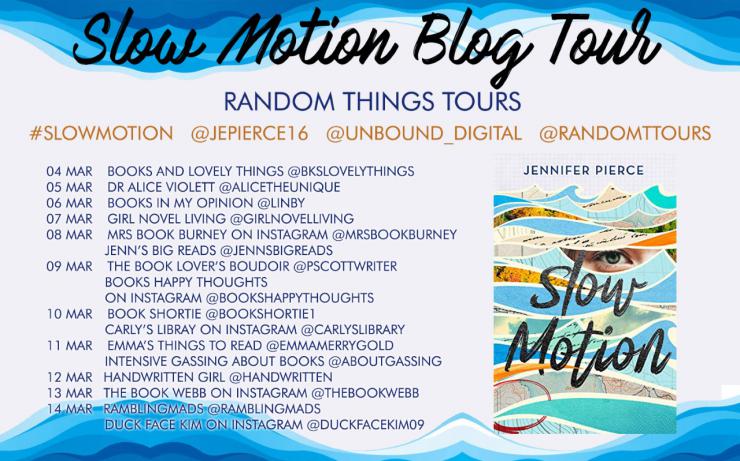 Slow Motion Blog Tour
RANDOM THINGS TOURS
#SLOWMOTION @JEPIERCE16 @UNBOUND_DIGITAL @RANDOMTTOURS
04 MAR BOOKS AND LOVELY THINGS @BKSLOVELYTHINGS
05 MAR DR ALICE VIOLETT @ALICETHEUNIQUE
06 MAR BOOKS IN MY OPINION @LINBY
07 MAR GIRL NOVEL LIVING @GIRLNOVELLIVING
08 MAR MRS BOOK BURNEY ON INSTAGRAM @MRSBOOKBURNEY
JENN'S BIG READS @JENNSBIGREADS
09 MAR THE BOOK LOVER'S BOUDOIR @PSCOTTWRITER
BOOKS HAPPY THOUGHTS
ON INSTAGRAM @BOOKSHAPPYTHOUGHTS
10 MAR BOOK SHORTIE @BOOKSHORTIE1
CARLY'S LIBRAY ON INSTAGRAM @CARLYSLIBRARY
11 MAR EMMA'S THINGS TO READ @EMMAMERRYGOLD
INTENSIVE GASSING ABOUT BOOKS @ABOUTGASSING
12 MAR HANDWRITTEN GIRL @HANDWRITTEN
13 MAR THE BOOK WEBB ON INSTAGRAM @THEBOOKWEBB
14 MAR RAMBLINGMADS @RAMBLINGMADS
DUCK FACE KIM ON INSTAGRAM @DUCKFACEKIM09
JENNIFER PIERCE
Slow
Motion